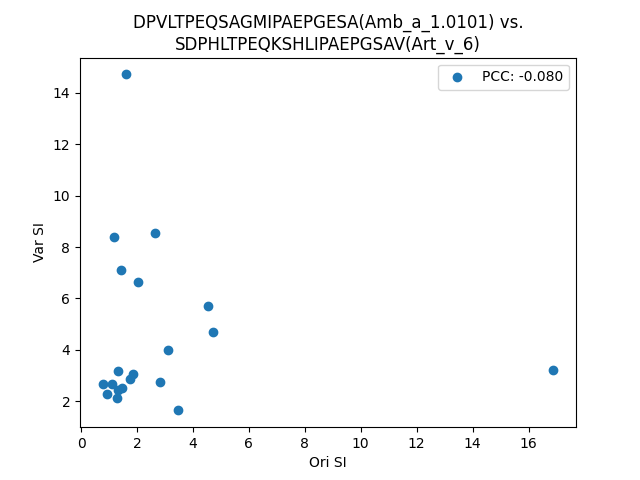 DPVLTPEQSAGMIPAEPGESA(Amb_a_1.0101) vs.
SDPHLTPEQKSHLIPAEPGSAV(Art_v_6)
PCC: -0.080
14
12
10
8
6
4
2
Var SI
0 2 4 6 8 10 12 14 16
Ori SI